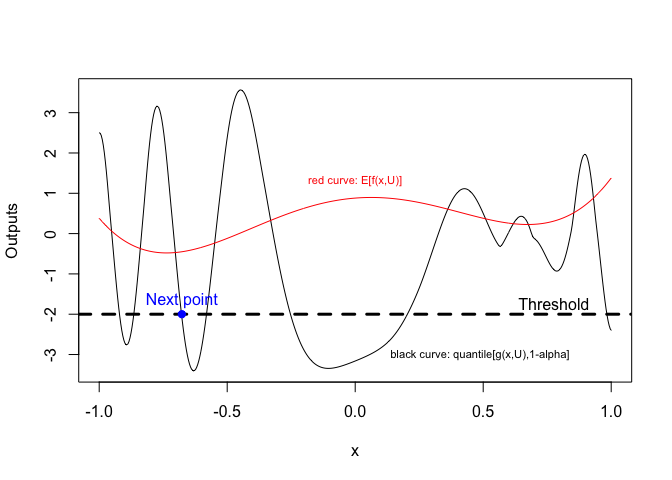 3
2
1
0
-1
-2
-3
Outputs
red curve: E[f(x,U)]
Next point
Threshold
black curve: quantile[g(x,U),1-alpha]
-1.0 -0.5 0.0 0.5 1.0
x